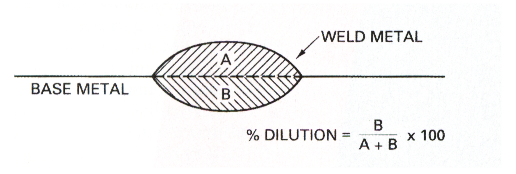 WELD METAL
A
BASE METAL
B
% DILUTION = B / A + B x 100